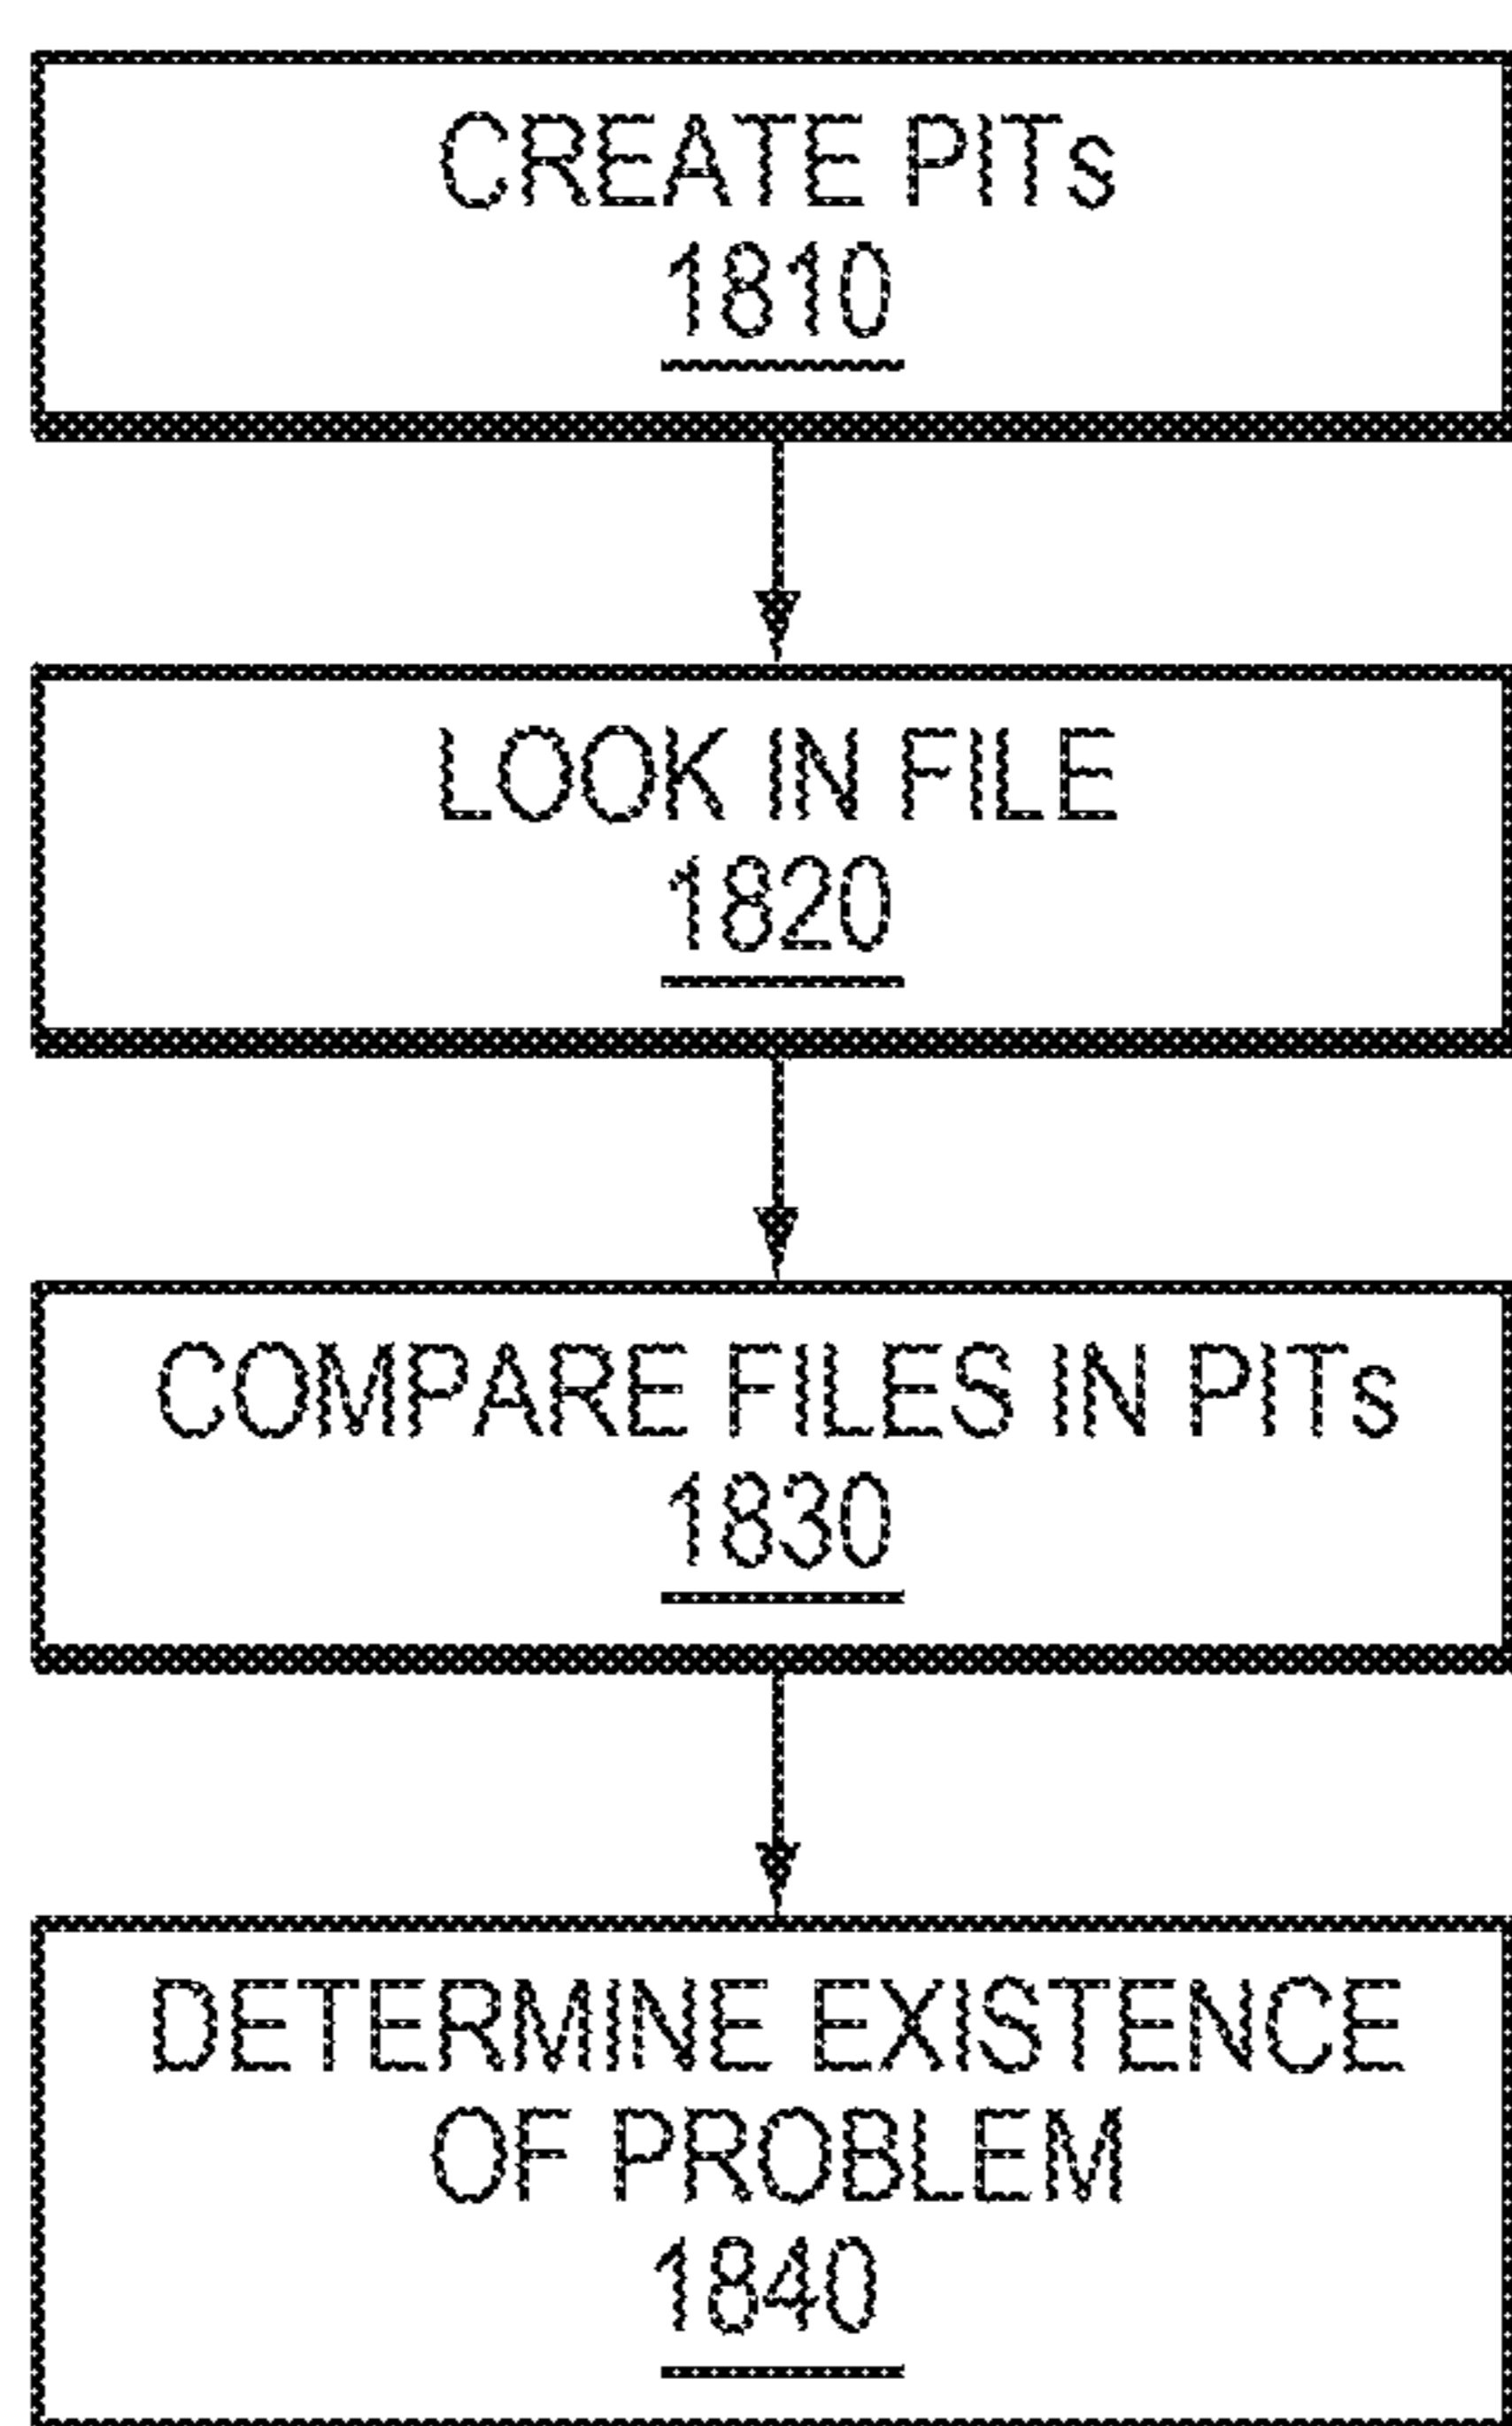 CREATE PITs
1810
LOOK IN FILE
1820
COMPARE FILES IN PITs
1830
DETERMINE EXISTENCE
OF PROBLEM
1840